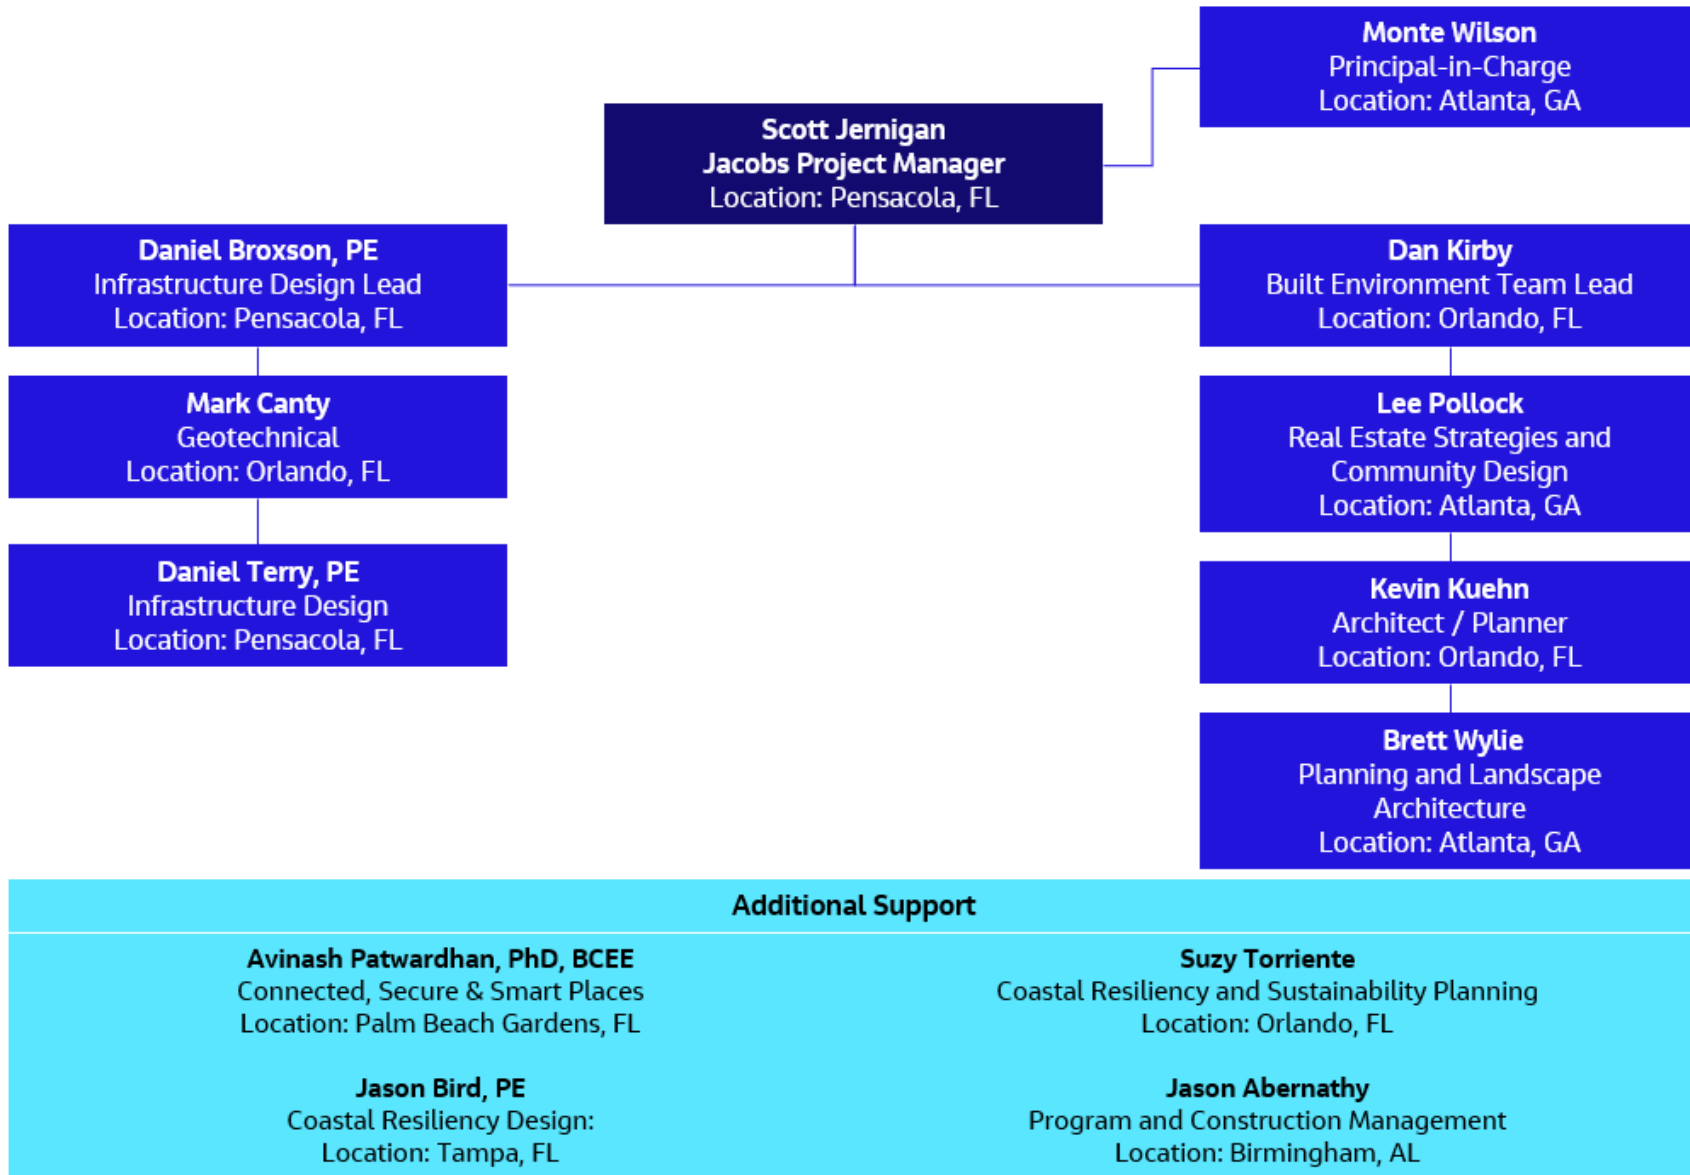 Monte Wilson
Principal-in-Charge
Location: Atlanta, GA
Scott Jernigan
Jacobs Project Manager
Location: Pensacola, FL
Daniel Broxson, PE
Infrastructure Design Lead
Location: Pensacola, FL
Dan Kirby
Built Environment Team Lead
Location: Orlando, FL
Mark Canty
Geotechnical
Location: Orlando, FL
Lee Pollock
Real Estate Strategies and
Community Design
Location: Atlanta, GA
Daniel Terry, PE
Infrastructure Design
Location: Pensacola, FL
Kevin Kuehn
Architect / Planner
Location: Orlando, FL
Brett Wylie
Planning and Landscape
Architecture
Location: Atlanta, GA
Additional Support
Avinash Patwardhan, PhD, BCEE
Connected, Secure & Smart Places
Location: Palm Beach Gardens, FL
Suzy Torriente
Coastal Resiliency and Sustainability Planning
Location: Orlando, FL
Jason Bird, PE
Coastal Resiliency Design:
Location: Tampa, FL
Jason Abernathy
Program and Construction Management
Location: Birmingham, AL